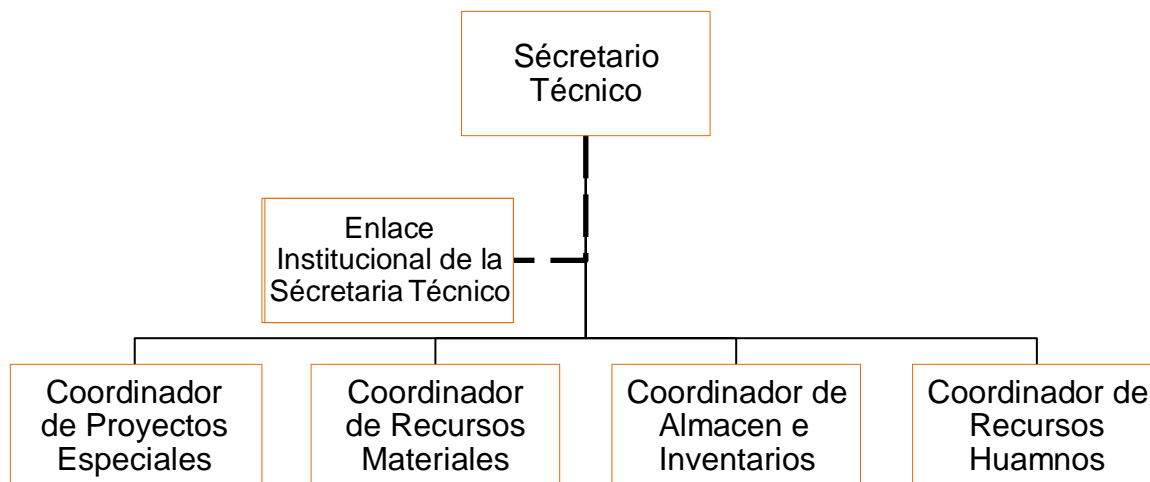 Sécretario
Técnico
Enlace
Institucional de la
Sécretaria Técnico
Coordinador
de Proyectos
Especiales
Coordinador
de Recursos
Materiales
Coordinador de
Almacen e
Inventarios
Coordinador de
Recursos
Huamnos